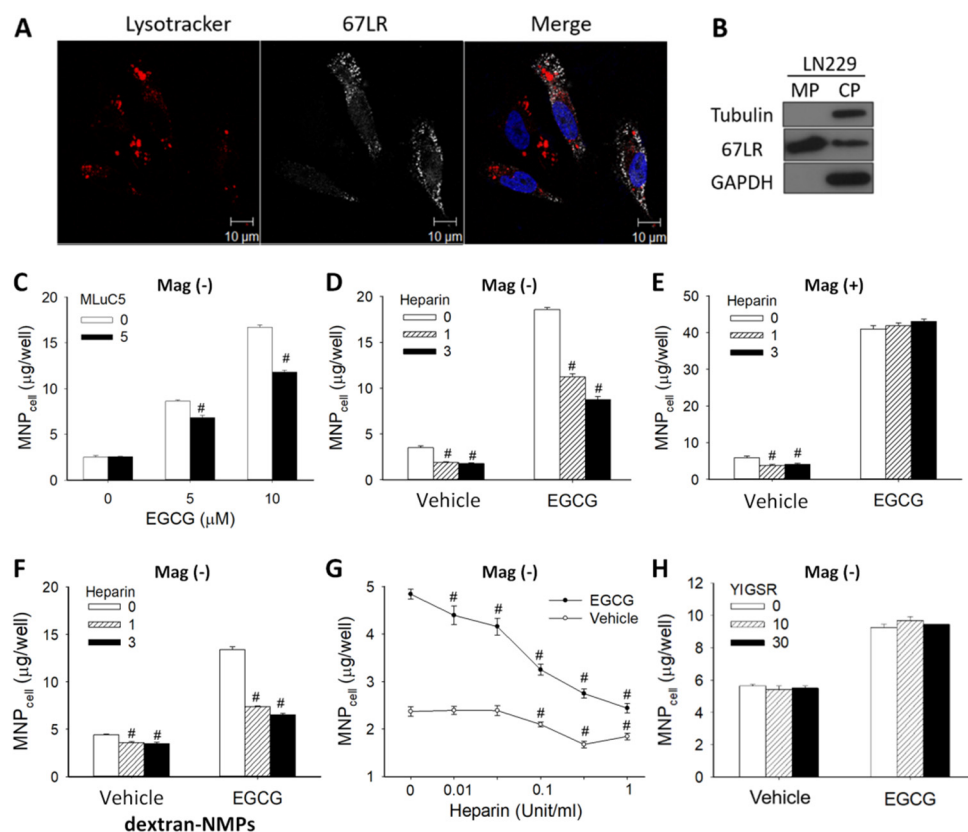 A
Lysotracker
67LR
Merge
10 μm
10 μm
10 μm
B
LN229
MP CP
Tubulin
67LR
GAPDH
C
Mag (-)
MLuC5
0
5
MNPcell (μg/well)
20
15
10
5
0
#
#
0 5 10
EGCG (μM)
D
Mag (-)
Heparin
0
1
3
MNPcell (μg/well)
20
15
10
5
0
# #
# #
Vehicle EGCG
E
Mag (+)
Heparin
0
1
3
MNPcell (μg/well)
50
40
30
20
10
0
# #
Vehicle EGCG
F
Mag (-)
Heparin
0
1
3
MNPcell (μg/well)
20
15
10
5
0
# #
# #
Vehicle EGCG
dextran-NMPs
G
Mag (-)
EGCG
Vehicle
MNPcell (μg/well)
5
4
3
2
1
# # # # #
# # #
0 0.01 0.1 1
Heparin (Unit/ml)
H
Mag (-)
YIGSR
0
10
30
MNPcell (μg/well)
12
10
8
6
4
2
0
Vehicle EGCG